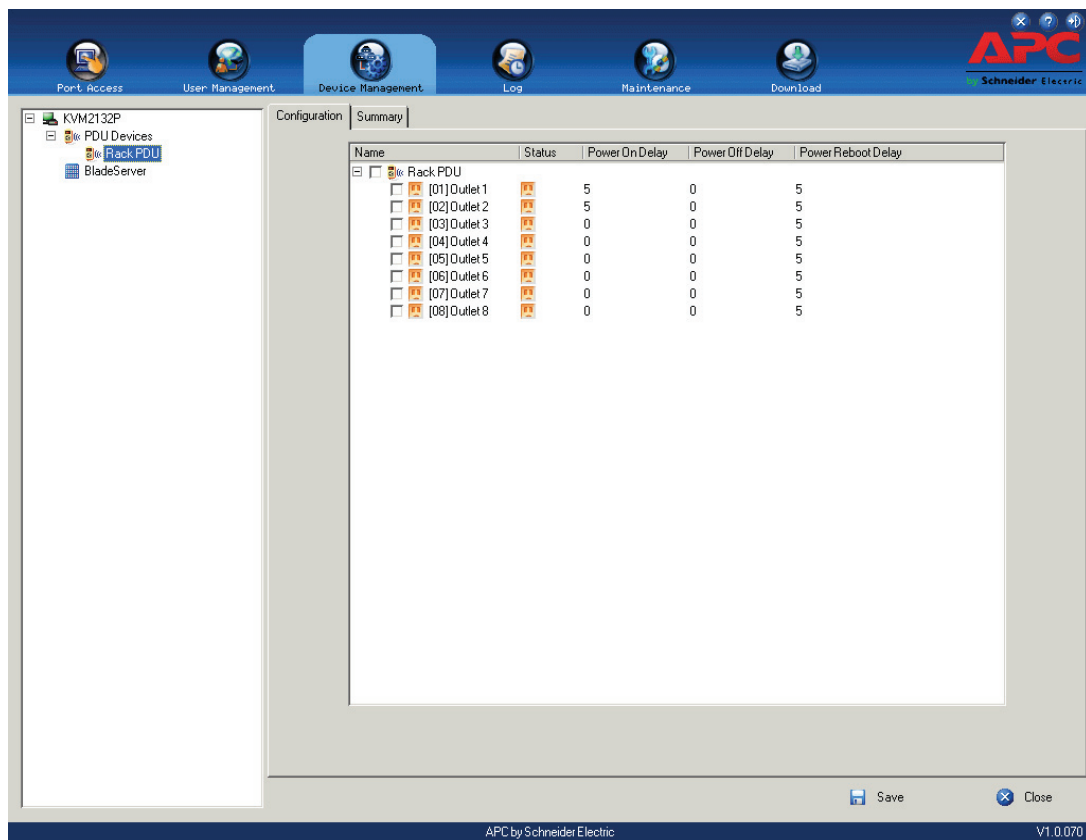 APC
by Schneider Electric
Port Access User Management Device Management Log Maintenance Download
KVM2132P
PDU Devices
Rack PDU
BladeServer
Configuration Summary
Name Status Power On Delay Power Off Delay Power Reboot Delay
Rack PDU
[01] Outlet 1 5 0 5
[02] Outlet 2 5 0 5
[03] Outlet 3 0 0 5
[04] Outlet 4 0 0 5
[05] Outlet 5 0 0 5
[06] Outlet 6 0 0 5
[07] Outlet 7 0 0 5
[08] Outlet 8 0 0 5
Save Close
APC by Schneider Electric V1.0.070